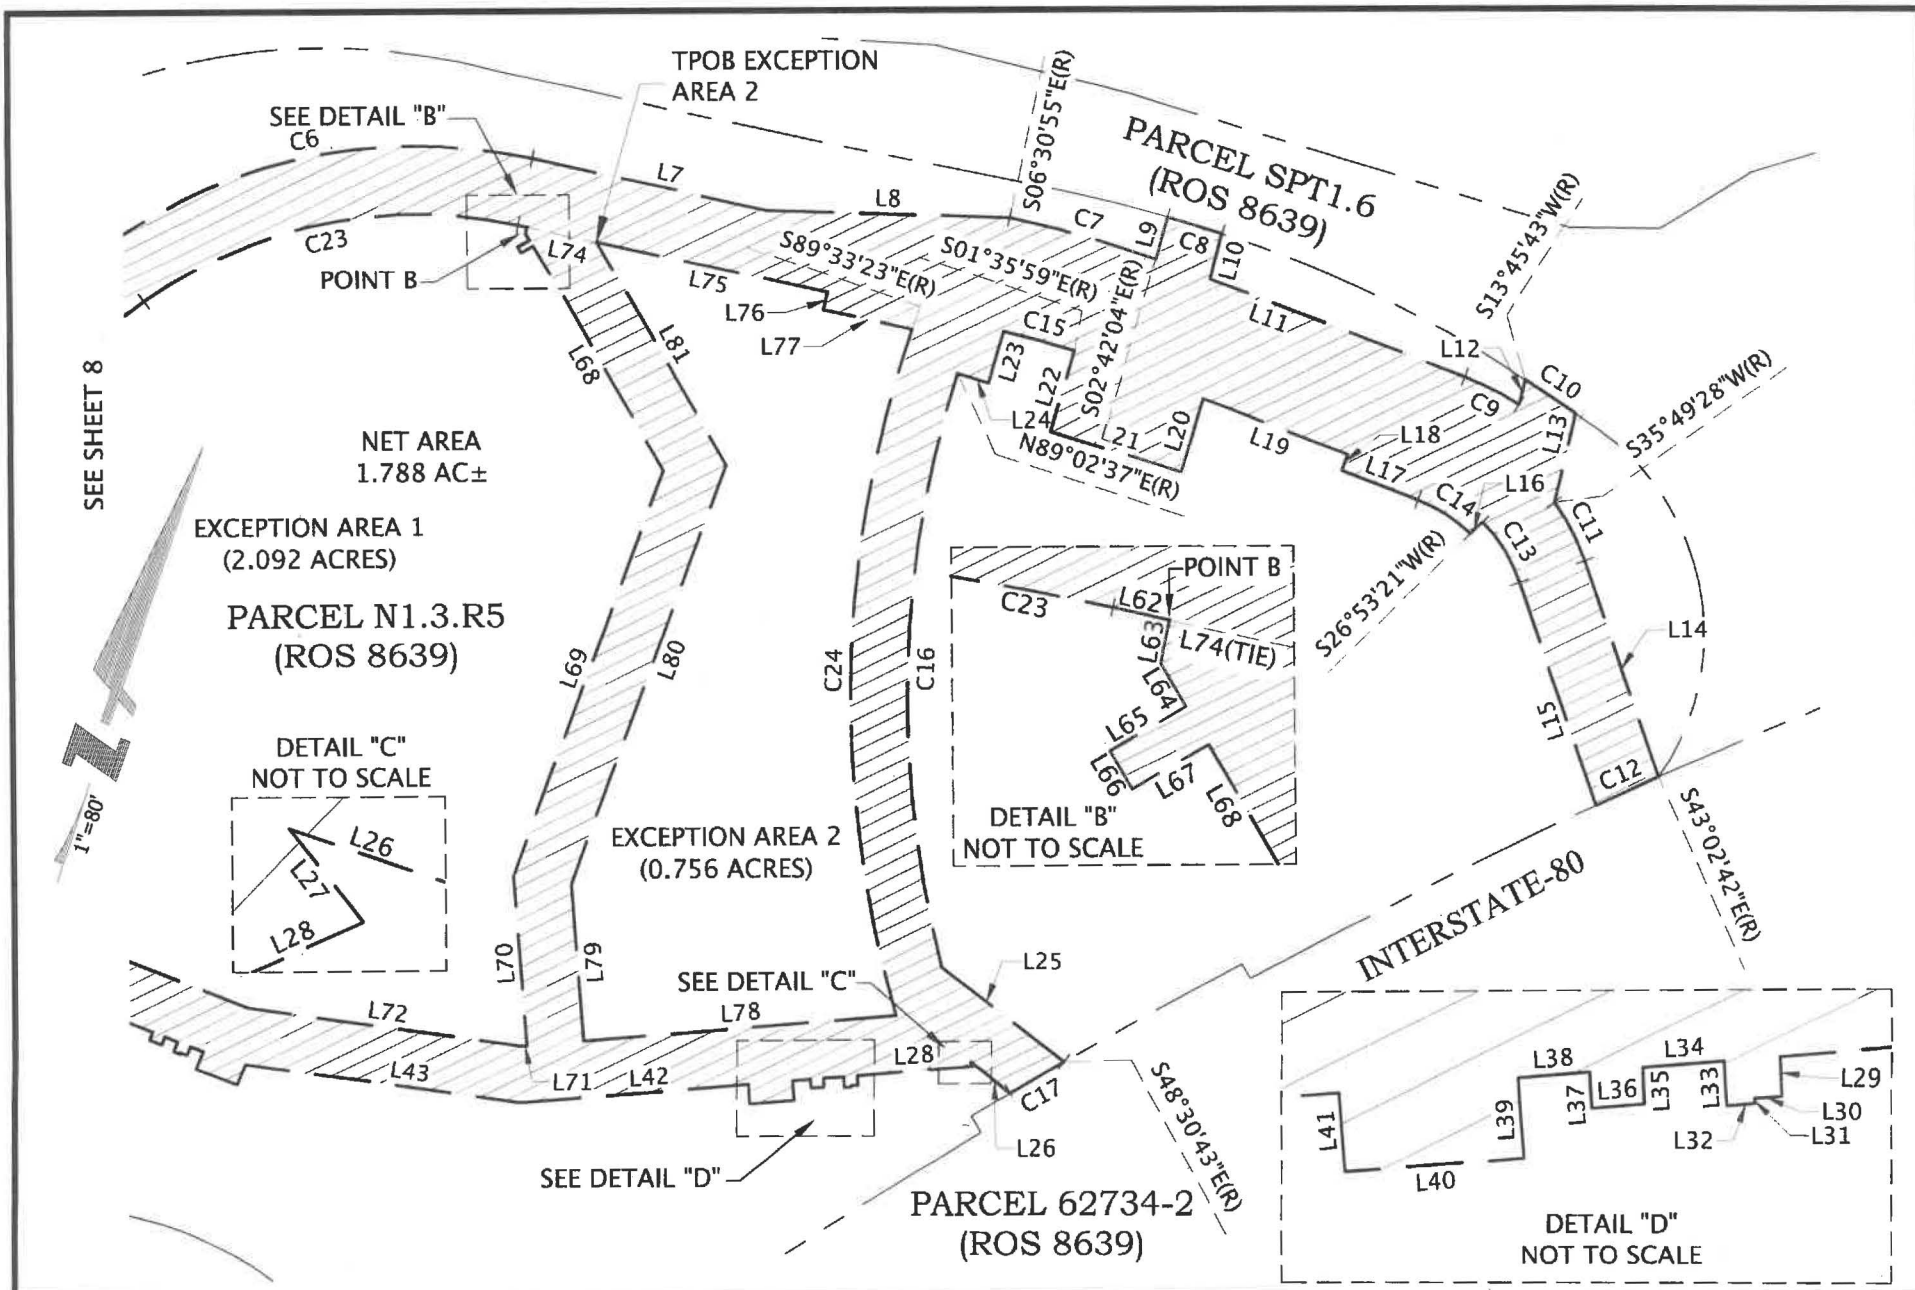 TPOB EXCEPTION
AREA 2
SEE DETAIL "B"
C6
L7
L8
S06°30'55"E(R)
PARCEL SPT1.6
(ROS 8639)
C7
L9
C8
L10
S13°45'43"W(R)
C23
L74
POINT B
L75
S89°33'23"E(R)
S01°35'59"E(R)
S02°42'04"E(R)
L76
L77
C15
L11
L12
C10
L23
L22
L24
L21
L20
L19
L18
L17
C9
L13
S35°49'28"W(R)
N89°02'37"E(R)
C14
L16
C13
C11
SEE SHEET 8
L68
L81
NET AREA
1.788 AC±
EXCEPTION AREA 1
(2.092 ACRES)
PARCEL N1.3.R5
(ROS 8639)
L69
L80
C24
C16
POINT B
C23
L62
L63
L74(TIE)
L64
L65
L66
L67
L68
DETAIL "B"
NOT TO SCALE
S26°53'21"W(R)
L14
L15
C12
S43°02'42"E(R)
N
1"=80'
DETAIL "C"
NOT TO SCALE
L26
L27
L28
EXCEPTION AREA 2
(0.756 ACRES)
INTERSTATE-80
L70
L79
L25
SEE DETAIL "C"
L72
L78
L43
L71
L42
L28
C17
L26
S48°30'43"E(R)
SEE DETAIL "D"
PARCEL 62734-2
(ROS 8639)
L38
L34
L41
L39
L37
L36
L35
L33
L29
L30
L31
L32
L40
DETAIL "D"
NOT TO SCALE